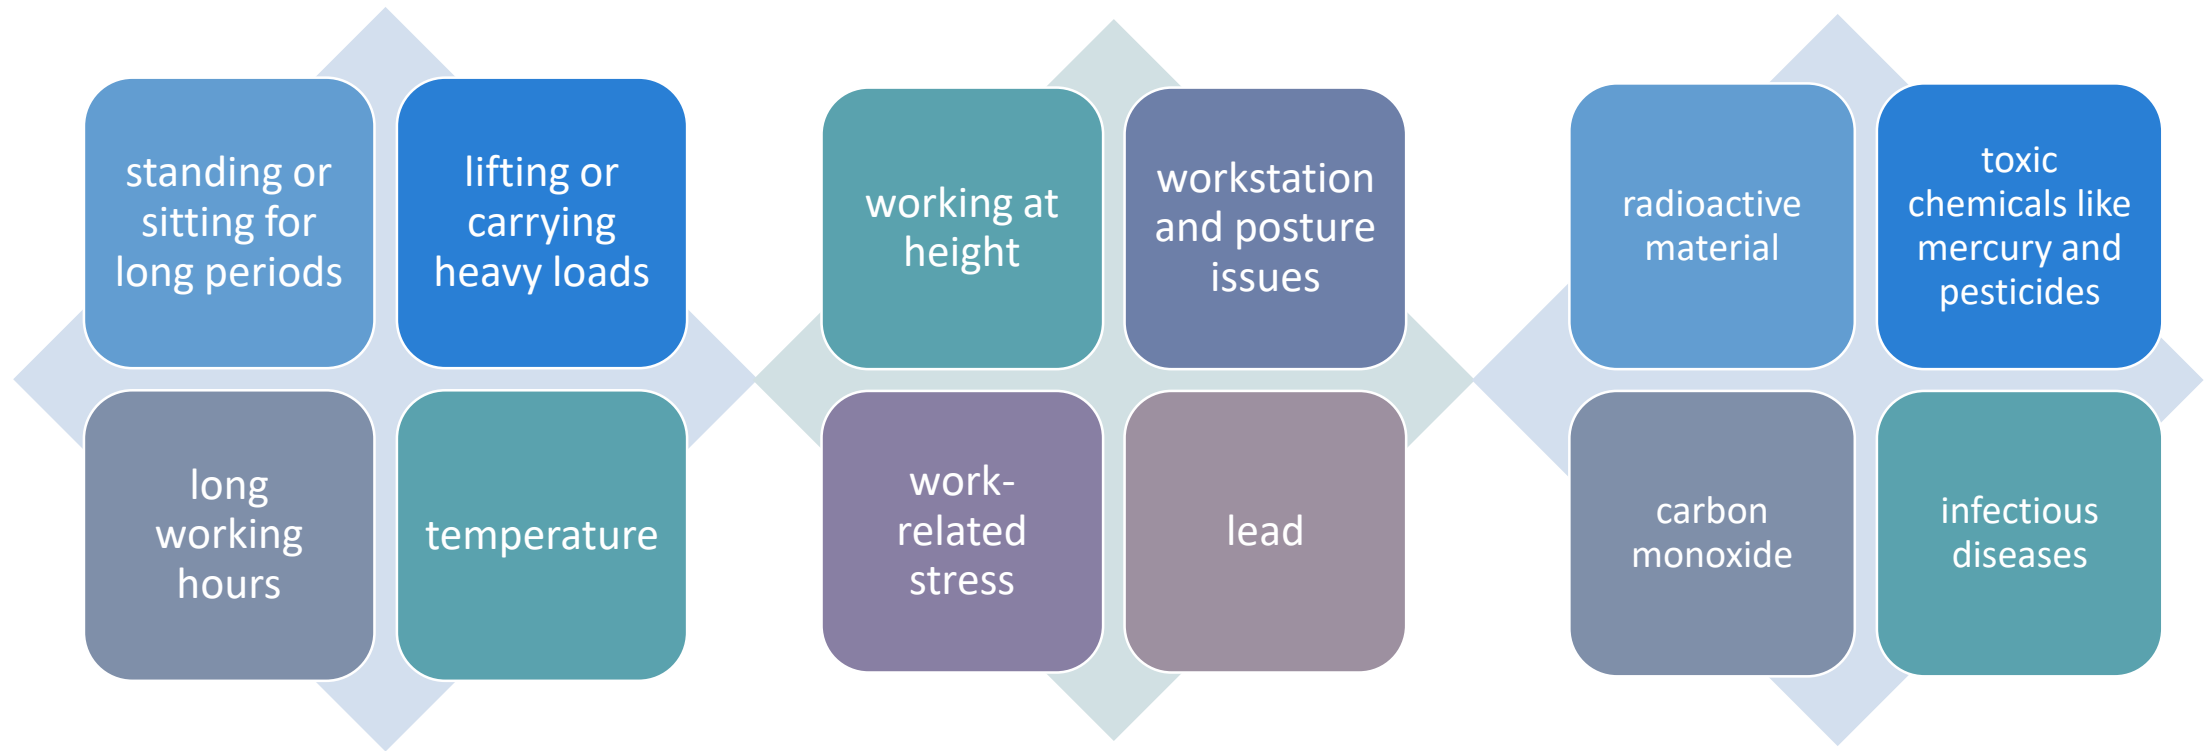 standing or
sitting for
long periods
lifting or
carrying
heavy loads
long
working
hours
temperature
working at
height
workstation
and posture
issues
work-
related
stress
lead
radioactive
material
toxic
chemicals like
mercury and
pesticides
carbon
monoxide
infectious
diseases